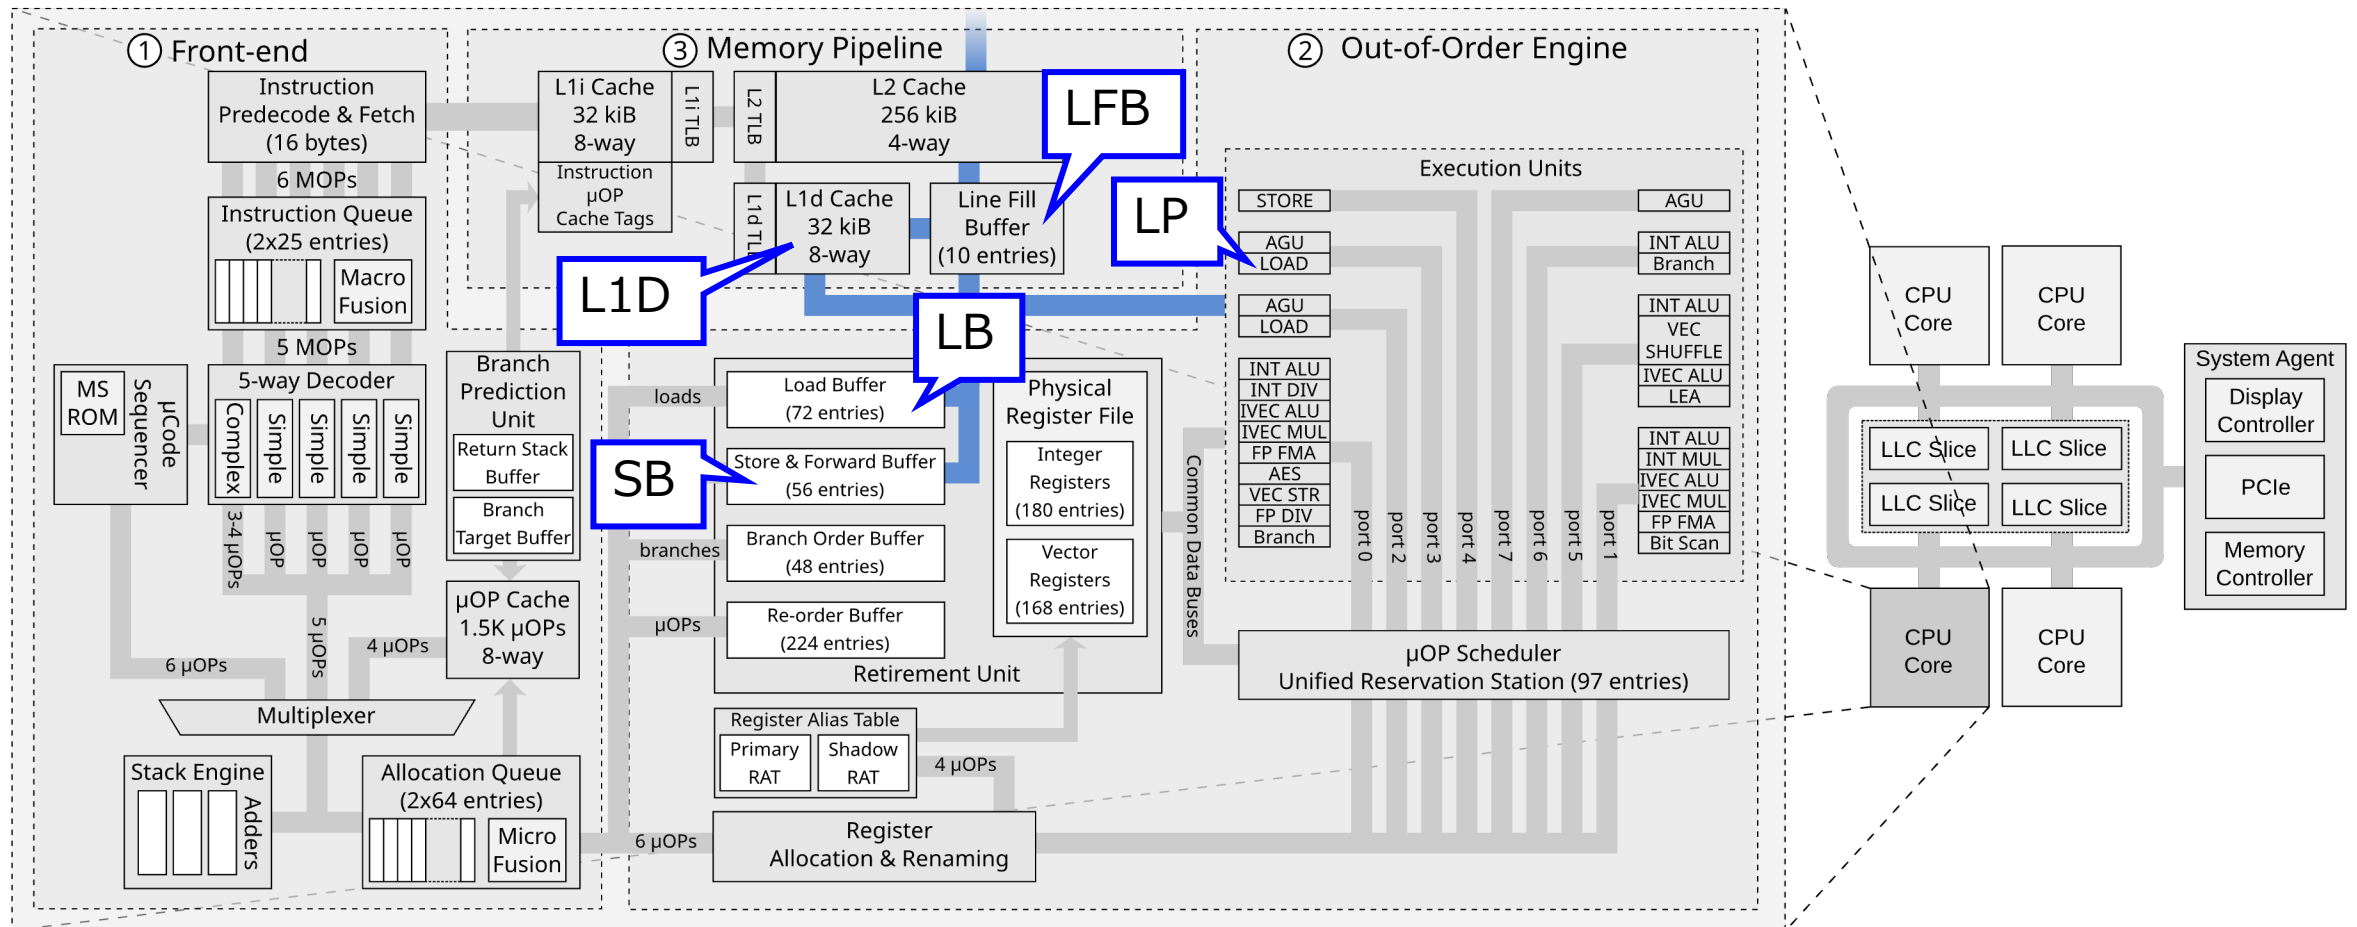 1 Front-end
Instruction
Predecode & Fetch
(16 bytes)
6 MOPs
Instruction Queue
(2x25 entries)
Macro
Fusion
5 MOPs
MS
ROM
µCode
Sequencer
5-way Decoder
Complex
Simple
Simple
Simple
Simple
3-4 µOPs
µOP
µOP
µOP
µOP
5 µOPs
6 µOPs
4 µOPs
Multiplexer
Stack Engine
Adders
Allocation Queue
(2x64 entries)
Micro
Fusion
Branch
Prediction
Unit
Return Stack
Buffer
Branch
Target Buffer
µOP Cache
1.5K µOPs
8-way
3 Memory Pipeline
L1i Cache
32 kiB
8-way
L1i TLB
Instruction
µOP
Cache Tags
L2 TLB
L2 Cache
256 kiB
4-way
L1d TL
L1d Cache
32 kiB
8-way
Line Fill
Buffer
(10 entries)
LFB
LP
L1D
LB
SB
loads
branches
µOPs
6 µOPs
Load Buffer
(72 entries)
Store & Forward Buffer
(56 entries)
Branch Order Buffer
(48 entries)
Re-order Buffer
(224 entries)
Retirement Unit
Physical
Register File
Integer
Registers
(180 entries)
Vector
Registers
(168 entries)
Register Alias Table
Primary
RAT
Shadow
RAT
4 µOPs
Register
Allocation & Renaming
2 Out-of-Order Engine
Execution Units
STORE
AGU
LOAD
AGU
LOAD
INT ALU
INT DIV
IVEC ALU
IVEC MUL
FP FMA
AES
VEC STR
FP DIV
Branch
AGU
INT ALU
Branch
INT ALU
VEC
SHUFFLE
IVEC ALU
LEA
INT ALU
INT MUL
IVEC ALU
IVEC MUL
FP FMA
Bit Scan
port 0
port 2
port 3
port 4
port 7
port 6
port 5
port 1
Common Data Buses
µOP Scheduler
Unified Reservation Station (97 entries)
CPU
Core
CPU
Core
LLC Slice
LLC Slice
LLC Slice
LLC Slice
CPU
Core
CPU
Core
System Agent
Display
Controller
PCIe
Memory
Controller